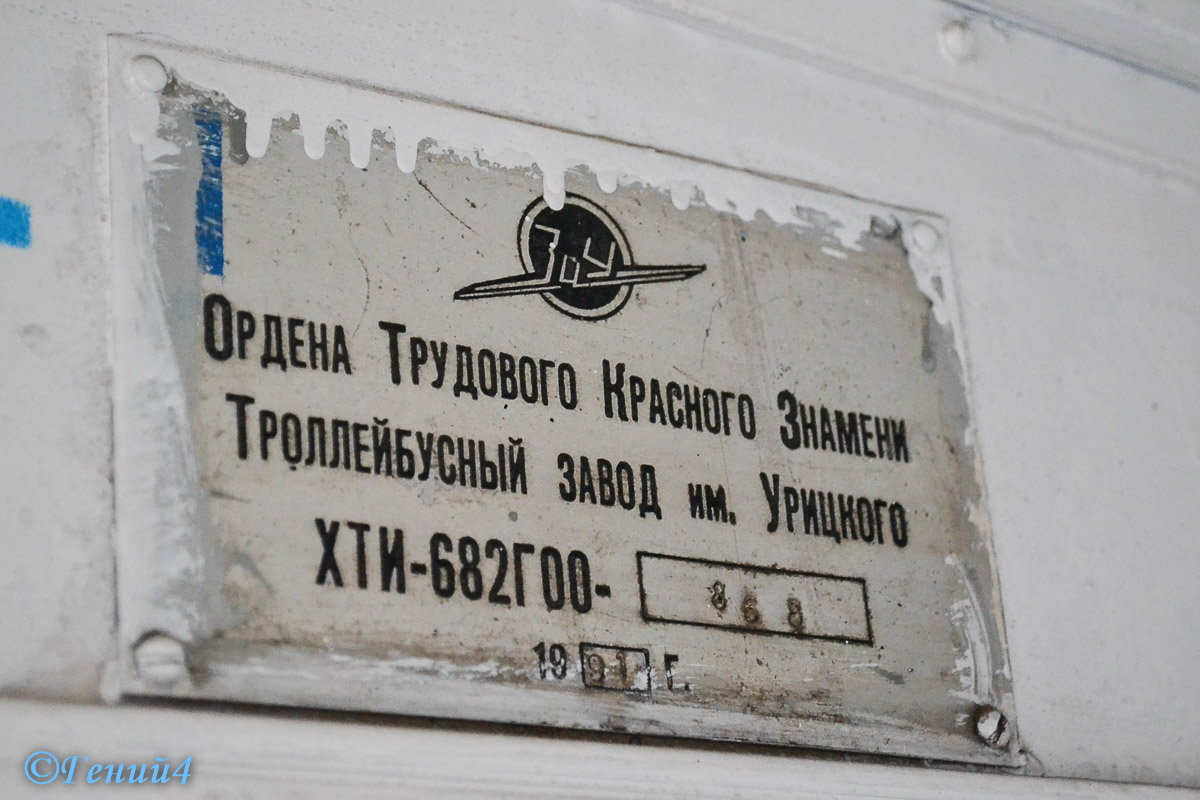 ЗиУ
Ордена Трудового Красного Знамени
Троллейбусный завод им. Урицкого
ХТИ-682Г00- 868
1991 г.
©Гений4